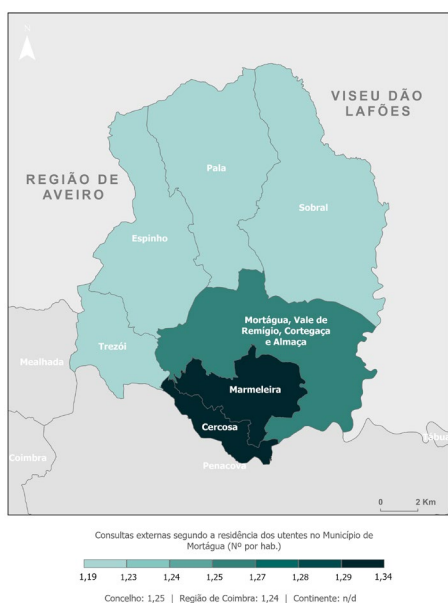 N
VISEU DÃO
LAFÕES
Pala
REGIÃO DE
AVEIRO
Sobral
Espinho
Mortágua, Vale de
Remígio, Cortegaça
e Almaça
Trezói
Mealhada
Marmeleira
Cercosa
Tábua
Coimbra
Penacova
0 2 Km
Consultas externas segundo a residência dos utentes no Município de
Mortágua (Nº por hab.)
1,19 1,23 1,24 1,25 1,27 1,28 1,29 1,34
Concelho: 1,25 | Região de Coimbra: 1,24 | Continente: n/d